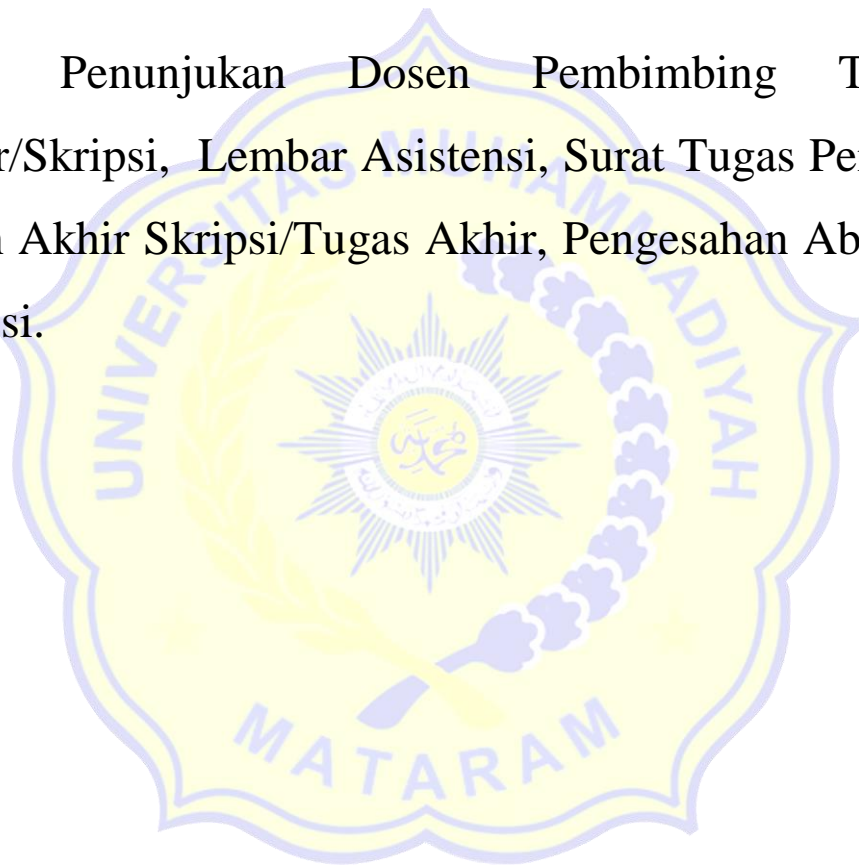 Penunjukan Dosen Pembimbing T
r/Skripsi, Lembar Asistensi, Surat Tugas Pe
Akhir Skripsi/Tugas Akhir, Pengesahan Ab
si.
UNIVERSITAS MUHAMMADIYAH
MATARAM